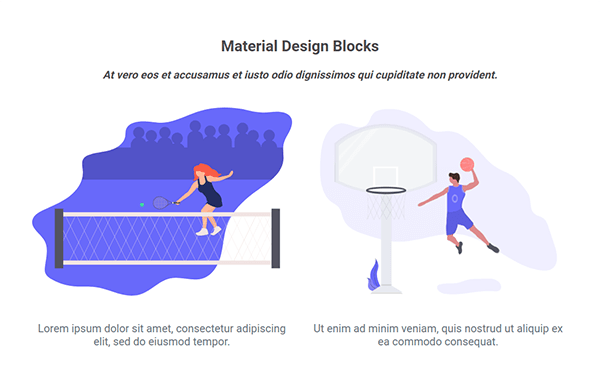 Material Design Blocks
At vero eos et accusamus et iusto odio dignissimos qui cupiditate non provident.
Lorem ipsum dolor sit amet, consectetur adipiscing
elit, sed do eiusmod tempor.
Ut enim ad minim veniam, quis nostrud ut aliquip ex
ea commodo consequat.